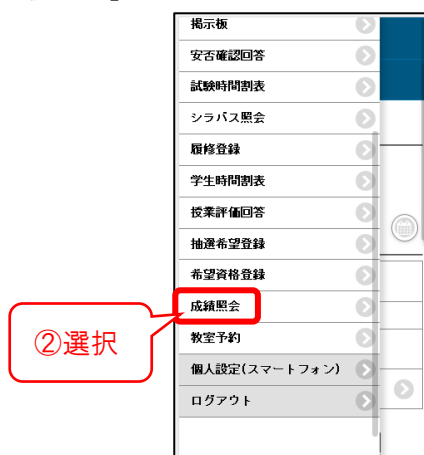 掲示板
安否確認回答
試験時間割表
シラバス照会
履修登録
学生時間割表
授業評価回答
抽選希望登録
希望資格登録
成績照会
②選択
教室予約
個人設定(スマートフォン)
ログアウト